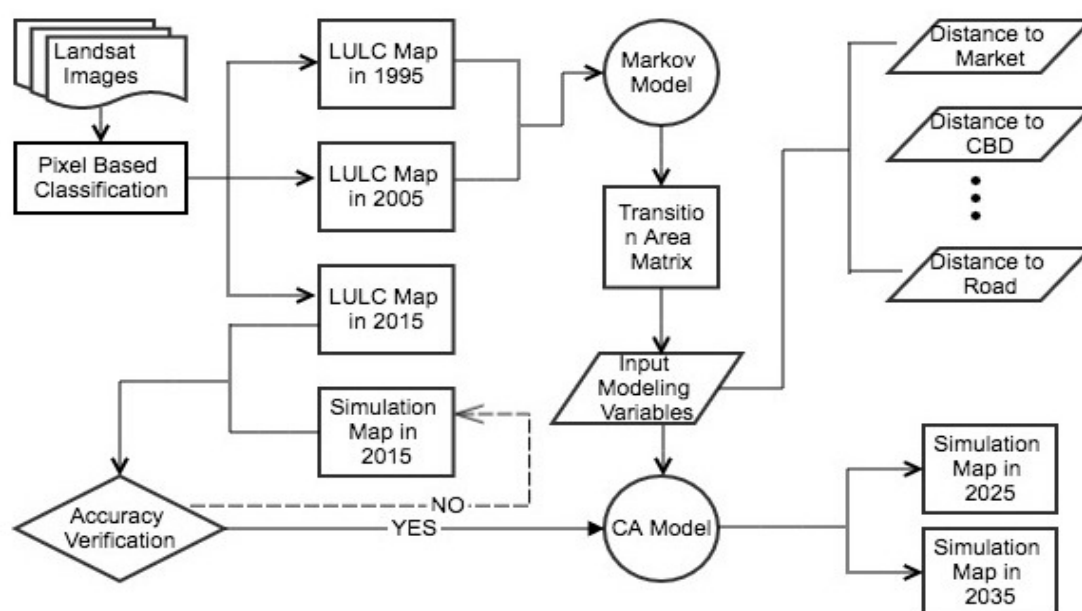 Landsat
Images
Pixel Based
Classification
LULC Map
in 1995
LULC Map
in 2005
LULC Map
in 2015
Simulation
Map in
2015
Accuracy
Verification
NO
YES
Markov
Model
Transitio
n Area
Matrix
Input
Modeling
Variables
CA Model
Distance to
Market
Distance to
CBD
Distance to
Road
Simulation
Map in
2025
Simulation
Map in
2035